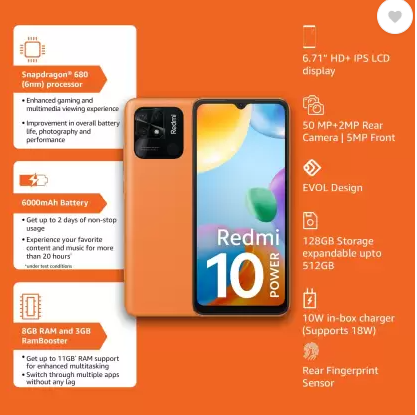 Snapdragon® 680
(6nm) processor
• Enhanced gaming and
multimedia viewing experience
• Improvement in overall battery
life, photography and
performance
6000mAh Battery
• Get up to 2 days of non-stop
usage
• Experience your favorite
content and music for more
than 20 hours*
*under test conditions
8GB RAM and 3GB
RamBooster
• Get up to 11GB* RAM support
for enhanced multitasking
• Switch through multiple apps
without any lag
Redmi
Redmi
10
POWER
6.71” HD+ IPS LCD
display
50 MP+2MP Rear
Camera | 5MP Front
EVOL Design
128GB Storage
expandable upto
512GB
10W in-box charger
(Supports 18W)
Rear Fingerprint
Sensor